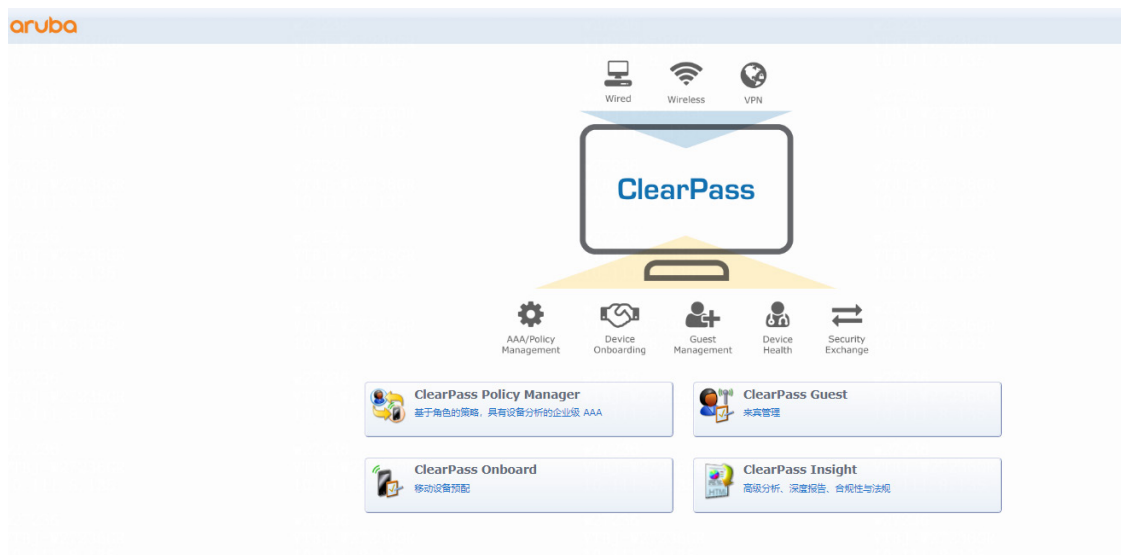 aruba
Wired
Wireless
VPN
ClearPass
AAA/Policy
Management
Device
Onboarding
Guest
Management
Device
Health
Security
Exchange
ClearPass Policy Manager
基于角色的策略，具有设备分析的企业级 AAA
ClearPass Guest
来宾管理
ClearPass Onboard
移动设备预配
ClearPass Insight
高级分析、深度报告、合规性与法规